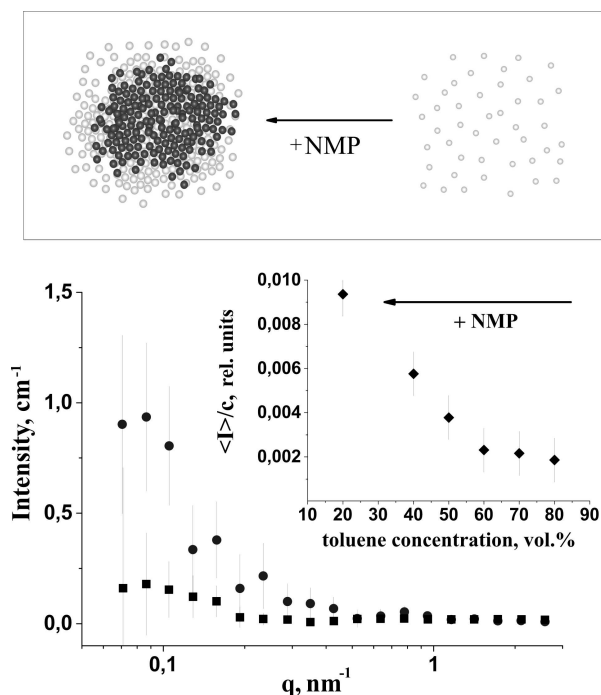 +NMP
1,5
1,0
0,5
0,0
Intensity, cm⁻¹
0,1
1
q, nm⁻¹
0,010
0,008
0,006
0,004
0,002
<I>/c, rel. units
+ NMP
10 20 30 40 50 60 70 80 90
toluene concentration, vol.%